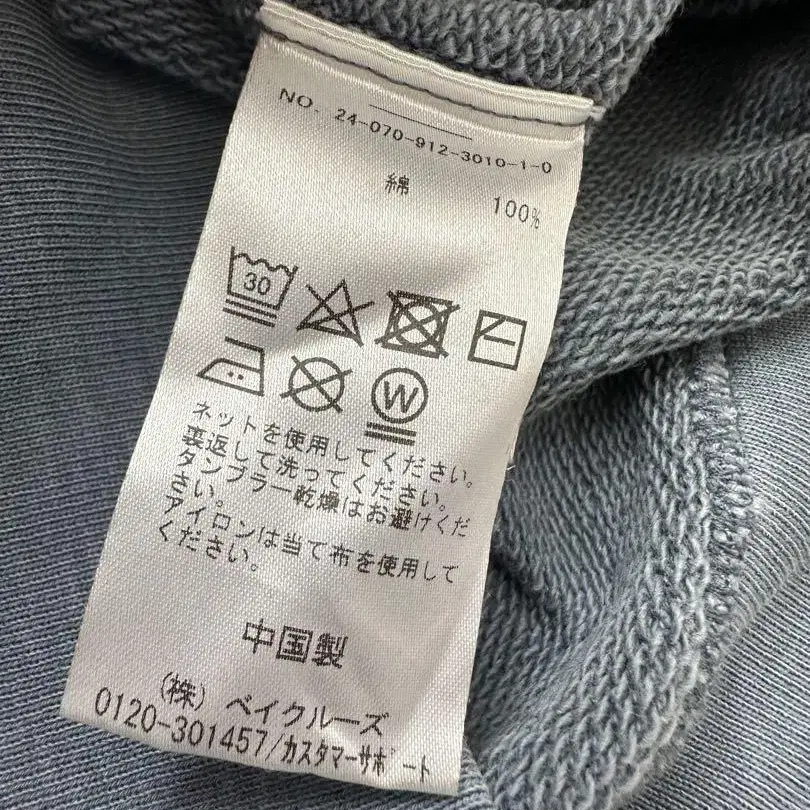 NO. 24-070-912-3010-1-0
綿 100%
30
W
ネットを使用してください。
裏返して洗ってください。
タンブラー乾燥はお避けくだ
さい。
アイロンは当て布を使用して
ください。
中国製
(株) ベイクルーズ
0120-301457/カスタマーサポート